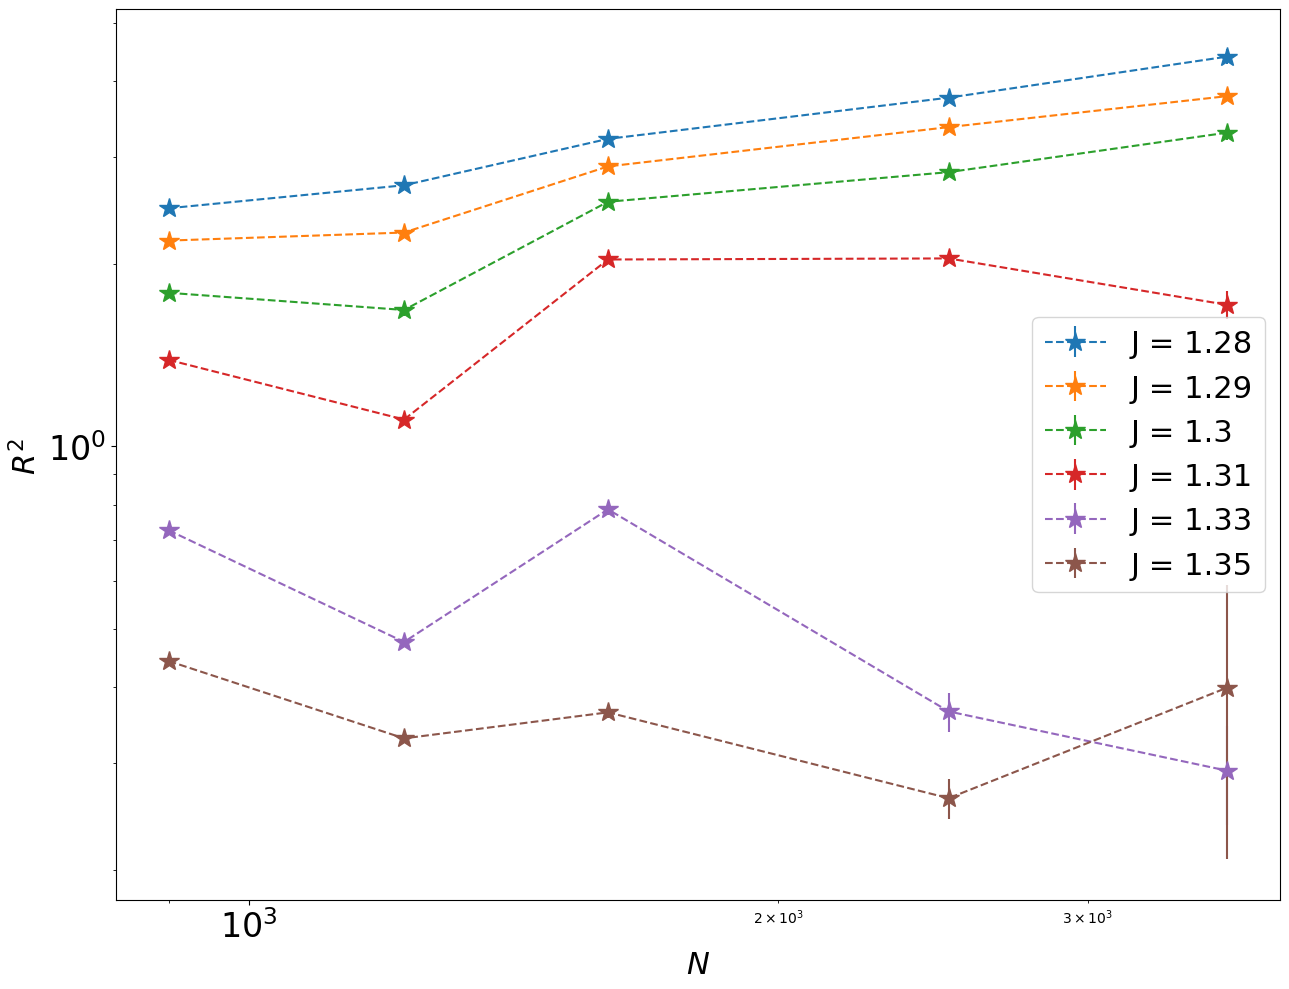 R²
10⁰
J = 1.28
J = 1.29
J = 1.3
J = 1.31
J = 1.33
J = 1.35
10³
2 × 10³
3 × 10³
N